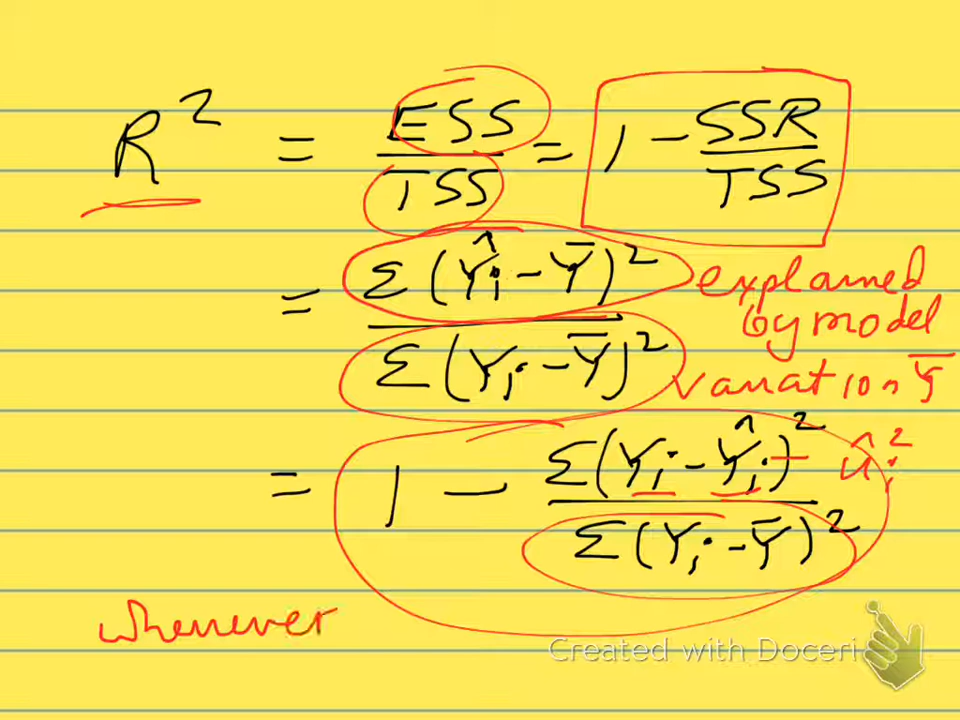 R² = ESS/TSS = 1 - SSR/TSS
= Σ(Ŷi - Ȳ)² / Σ(Yi - Ȳ)² explained by model
variation Ȳ
= 1 - Σ(Yi - Ŷi)² / Σ(Yi - Ȳ)² ûi²
whenever
Created with Doceri